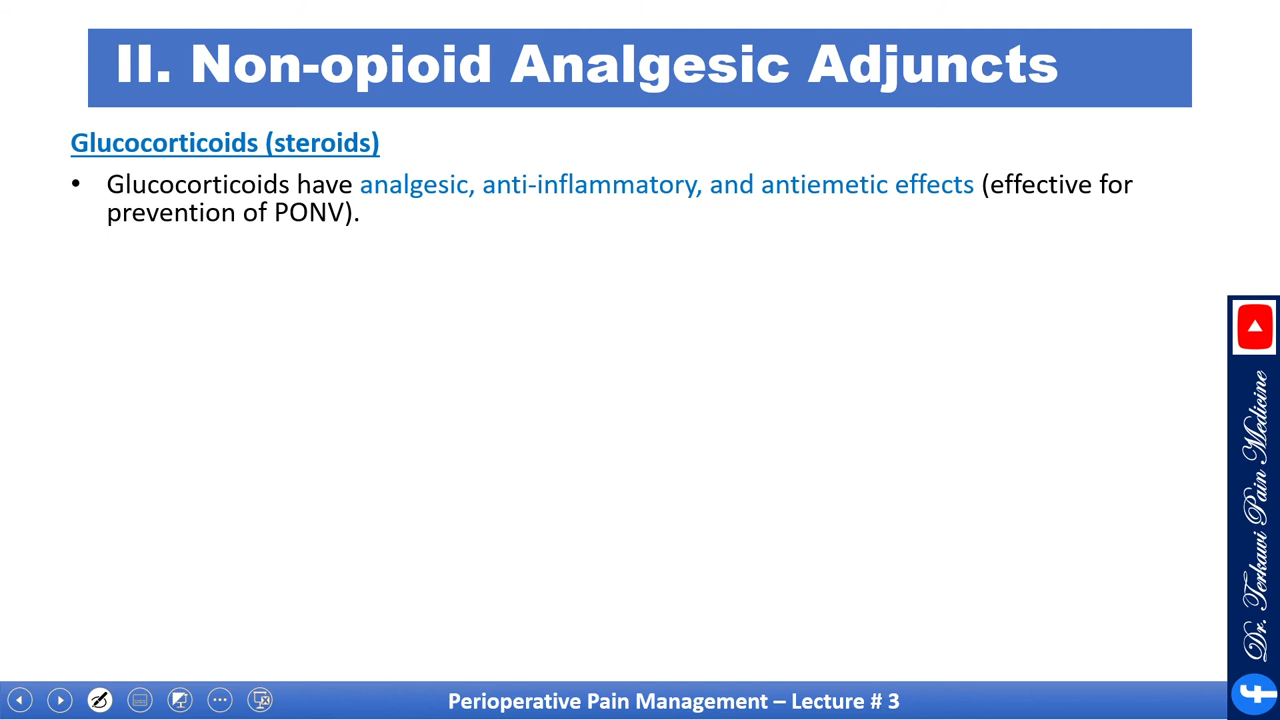 II. Non-opioid Analgesic Adjuncts
Glucocorticoids (steroids)
• Glucocorticoids have analgesic, anti-inflammatory, and antiemetic effects (effective for
prevention of PONV).
Dr. Terkawi Pain Medicine
Perioperative Pain Management – Lecture # 3